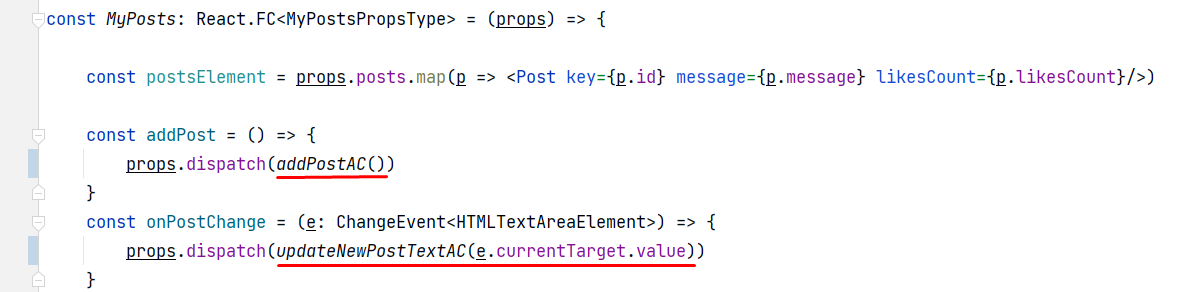 const MyPosts: React.FC<MyPostsPropsType> = (props) => {
const postsElement = props.posts.map(p => <Post key={p.id} message={p.message} likesCount={p.likesCount}/>)
const addPost = () => {
props.dispatch(addPostAC())
}
const onPostChange = (e: ChangeEvent<HTMLTextAreaElement>) => {
props.dispatch(updateNewPostTextAC(e.currentTarget.value))
}